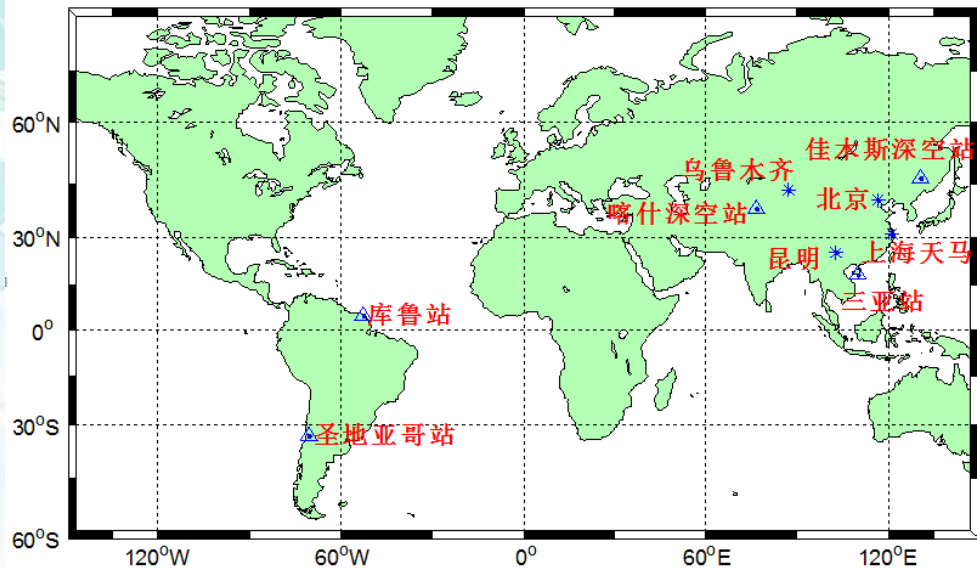 60°N
30°N
0°
30°S
60°S
佳木斯深空站
乌鲁木齐
北京
喀什深空站
昆明
上海天马
三亚站
库鲁站
圣地亚哥站
120°W
60°W
0°
60°E
120°E